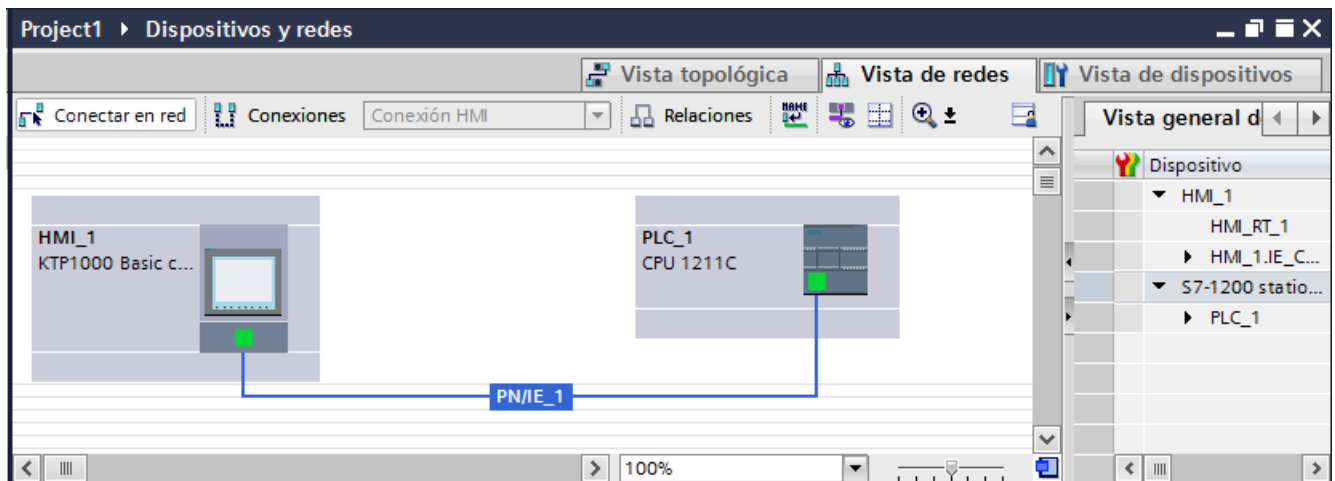 Project1 ▸ Dispositivos y redes
Vista topológica
Vista de redes
Vista de dispositivos
Conectar en red
Conexiones
Conexión HMI
Relaciones
NAME
Vista general d
Dispositivo
HMI_1
HMI_RT_1
HMI_1.IE_C...
S7-1200 statio...
PLC_1
HMI_1
KTP1000 Basic c...
PLC_1
CPU 1211C
PN/IE_1
100%